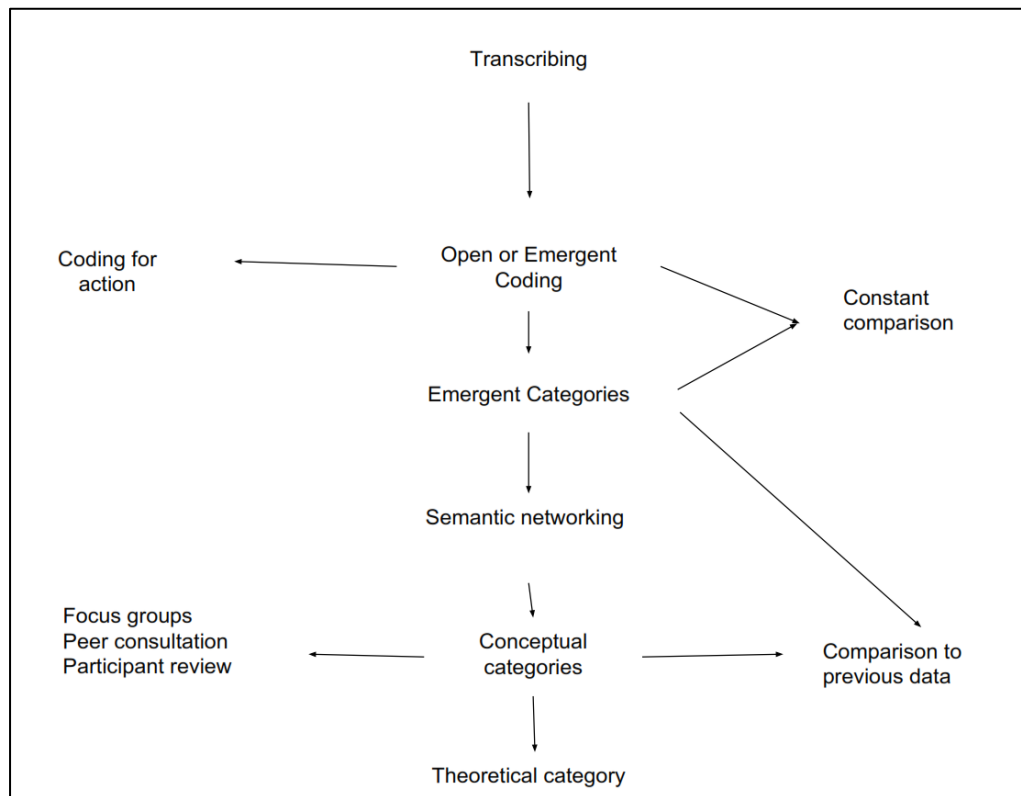 Transcribing
Coding for
action
Open or Emergent
Coding
Constant
comparison
Emergent Categories
Semantic networking
Focus groups
Peer consultation
Participant review
Conceptual
categories
Comparison to
previous data
Theoretical category